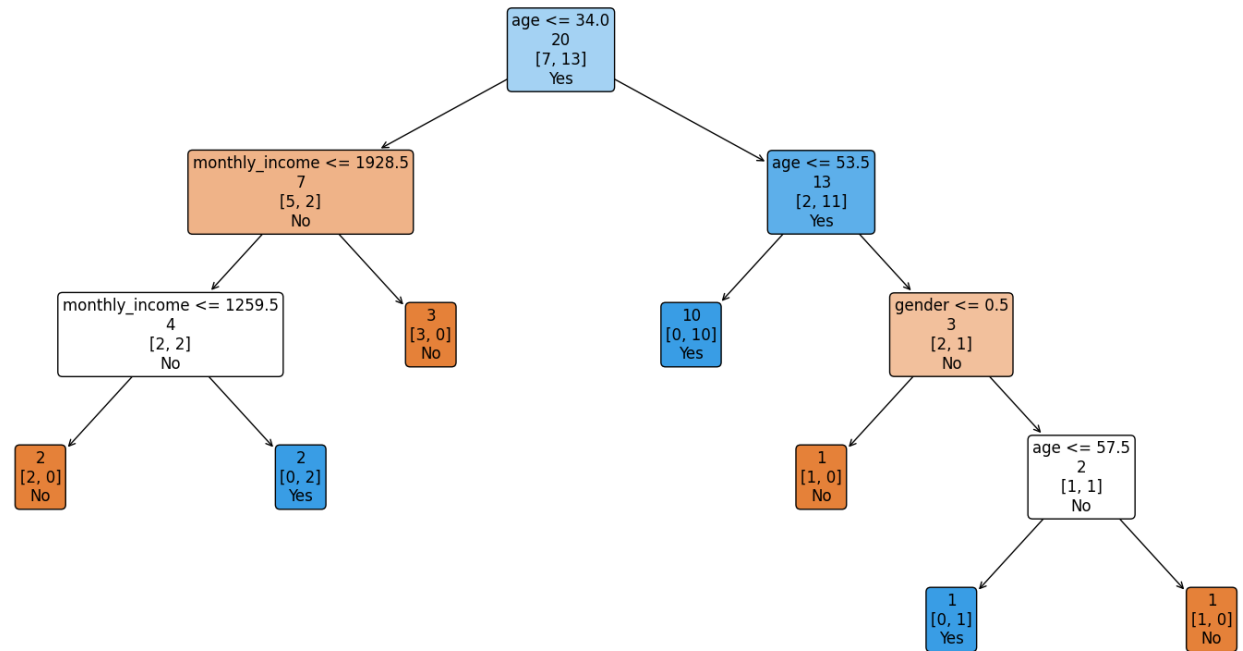 age <= 34.0
20
[7, 13]
Yes
monthly_income <= 1928.5
7
[5, 2]
No
age <= 53.5
13
[2, 11]
Yes
monthly_income <= 1259.5
4
[2, 2]
No
3
[3, 0]
No
10
[0, 10]
Yes
gender <= 0.5
3
[2, 1]
No
2
[2, 0]
No
2
[0, 2]
Yes
1
[1, 0]
No
age <= 57.5
2
[1, 1]
No
1
[0, 1]
Yes
1
[1, 0]
No